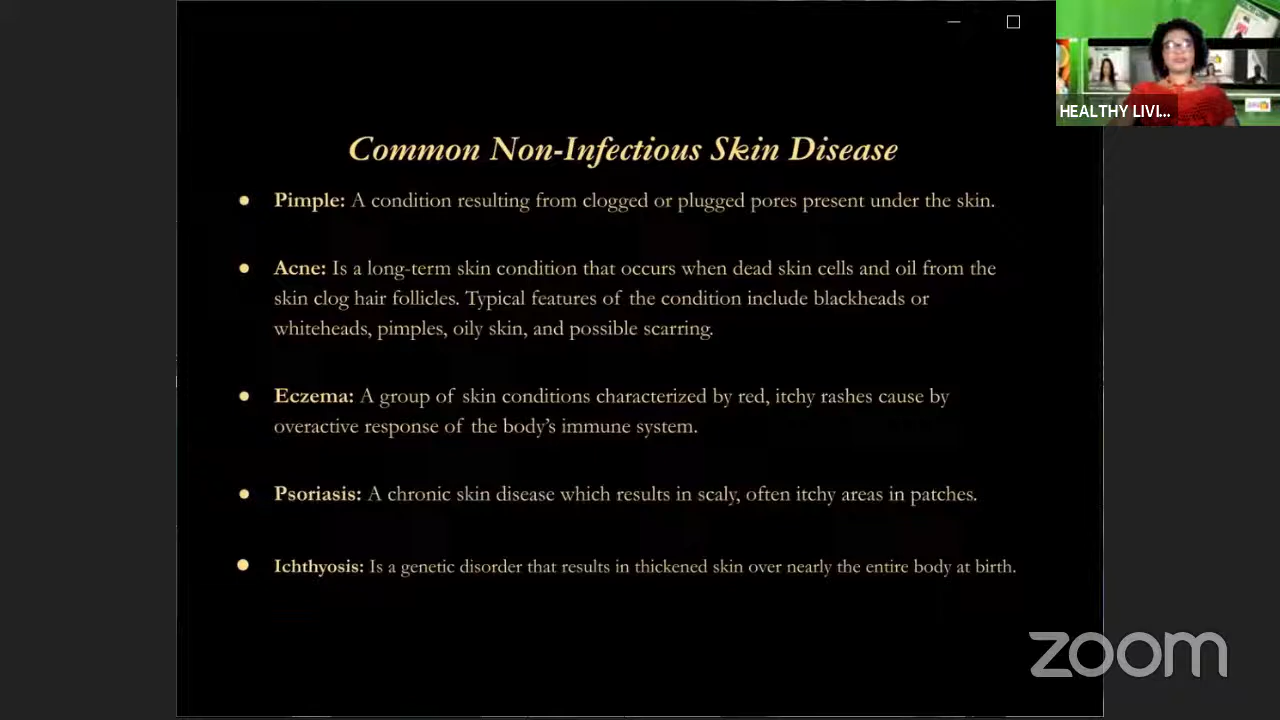 HEALTHY LIVI...
Common Non-Infectious Skin Disease
● Pimple: A condition resulting from clogged or plugged pores present under the skin.
● Acne: Is a long-term skin condition that occurs when dead skin cells and oil from the
skin clog hair follicles. Typical features of the condition include blackheads or
whiteheads, pimples, oily skin, and possible scarring.
● Eczema: A group of skin conditions characterized by red, itchy rashes cause by
overactive response of the body’s immune system.
● Psoriasis: A chronic skin disease which results in scaly, often itchy areas in patches.
● Ichthyosis: Is a genetic disorder that results in thickened skin over nearly the entire body at birth.
zoom